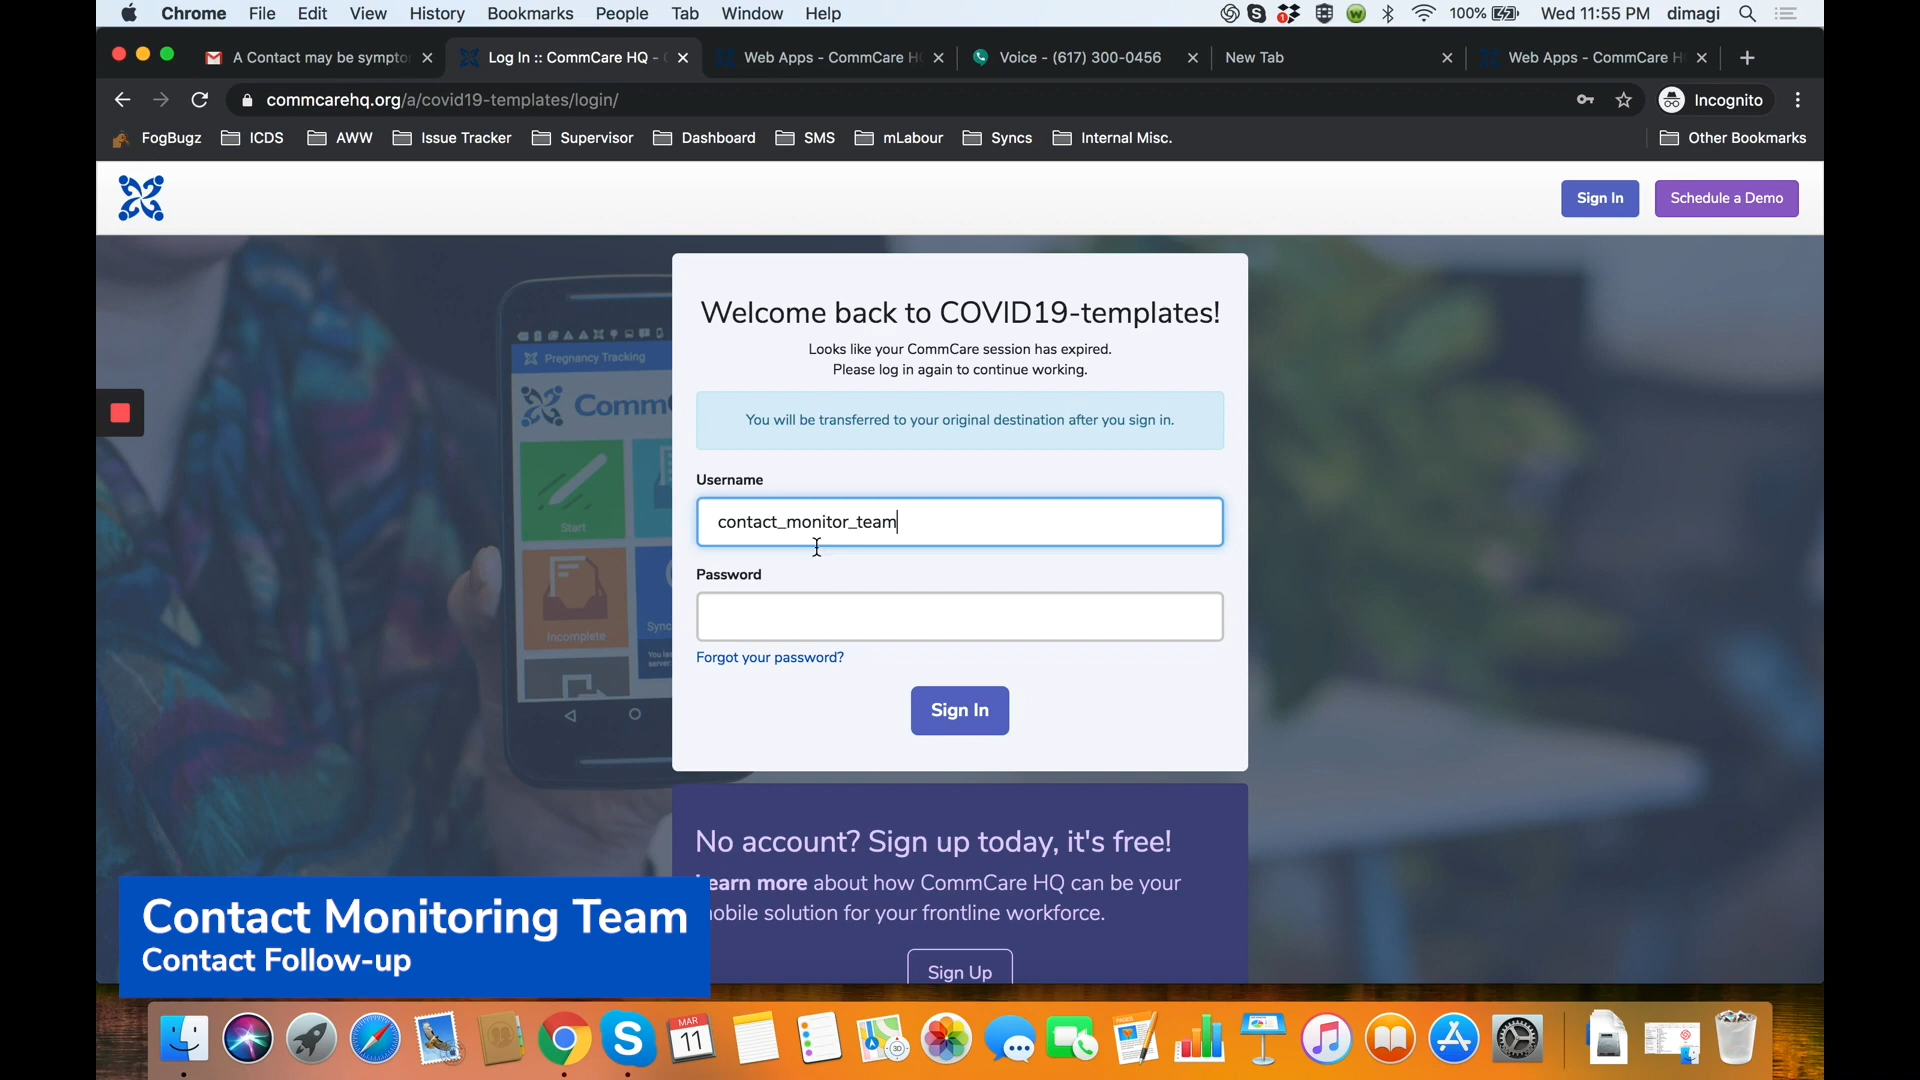 Chrome File Edit View History Bookmarks People Tab Window Help 100% Wed 11:55 PM dimagi
A Contact may be sympto Log In :: CommCare HQ - Web Apps - CommCare H Voice - (617) 300-0456 New Tab Web Apps - CommCare H
commcarehq.org/a/covid19-templates/login/ Incognito
FogBugz ICDS AWW Issue Tracker Supervisor Dashboard SMS mLabour Syncs Internal Misc. Other Bookmarks
Sign In Schedule a Demo
Welcome back to COVID19-templates!
Looks like your CommCare session has expired.
Please log in again to continue working.
You will be transferred to your original destination after you sign in.
Username
contact_monitor_team
Password
Forgot your password?
Sign In
Pregnancy Tracking
Comm
Start
Incomplete
Sync
No account? Sign up today, it's free!
earn more about how CommCare HQ can be your
obile solution for your frontline workforce.
Sign Up
Contact Monitoring Team
Contact Follow-up
MAR
11